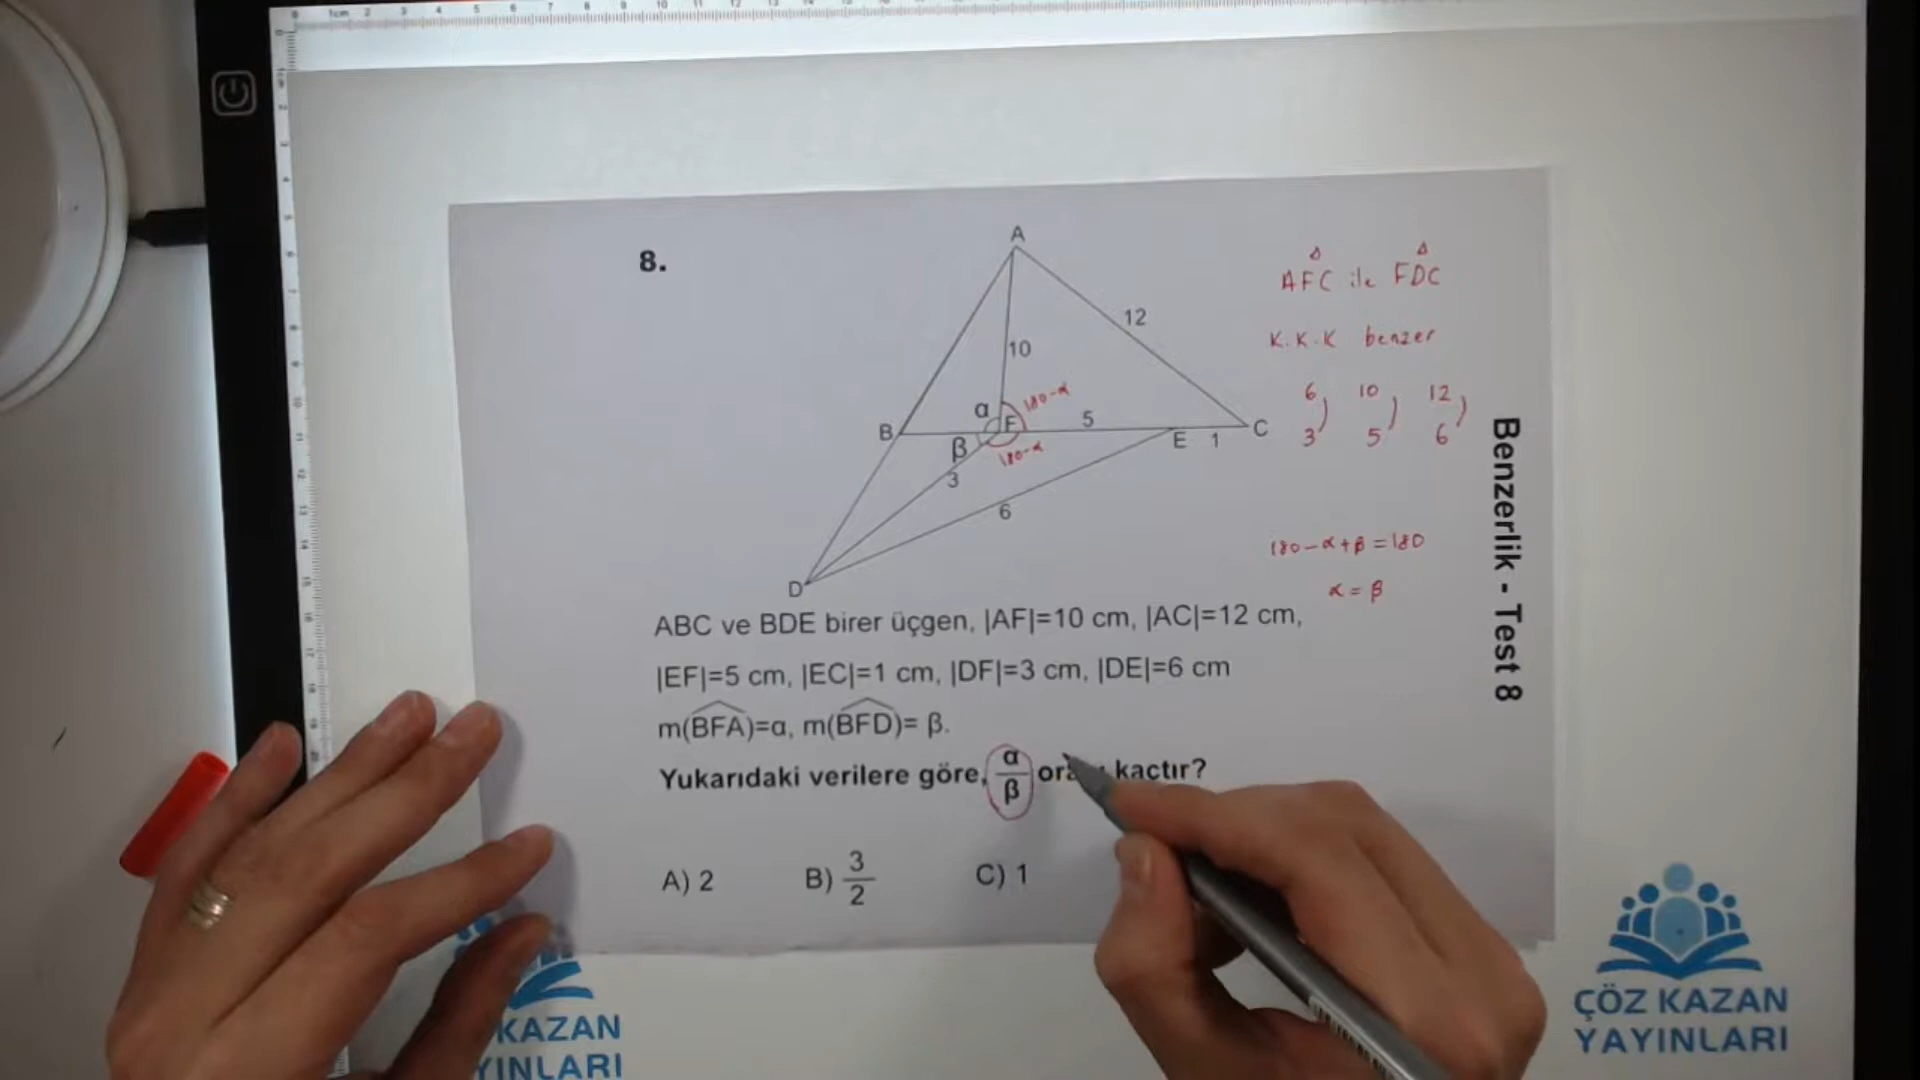 8.
A
12
10
α
180-α
B
F
5
C
β
E
1
180-α
3
6
D
AFC ile FDC
K.K.K benzer
6 10 12
3 5 6
180-α+β=180
α=β
ABC ve BDE birer üçgen, |AF|=10 cm, |AC|=12 cm,
|EF|=5 cm, |EC|=1 cm, |DF|=3 cm, |DE|=6 cm
m(BFA)=α, m(BFD)= β.
Yukarıdaki verilere göre, α/β kaçtır?
A) 2 B) 3/2 C) 1
Benzerlik - Test 8
KAZAN
YINLARI
ÇÖZ KAZAN
YAYINLARI